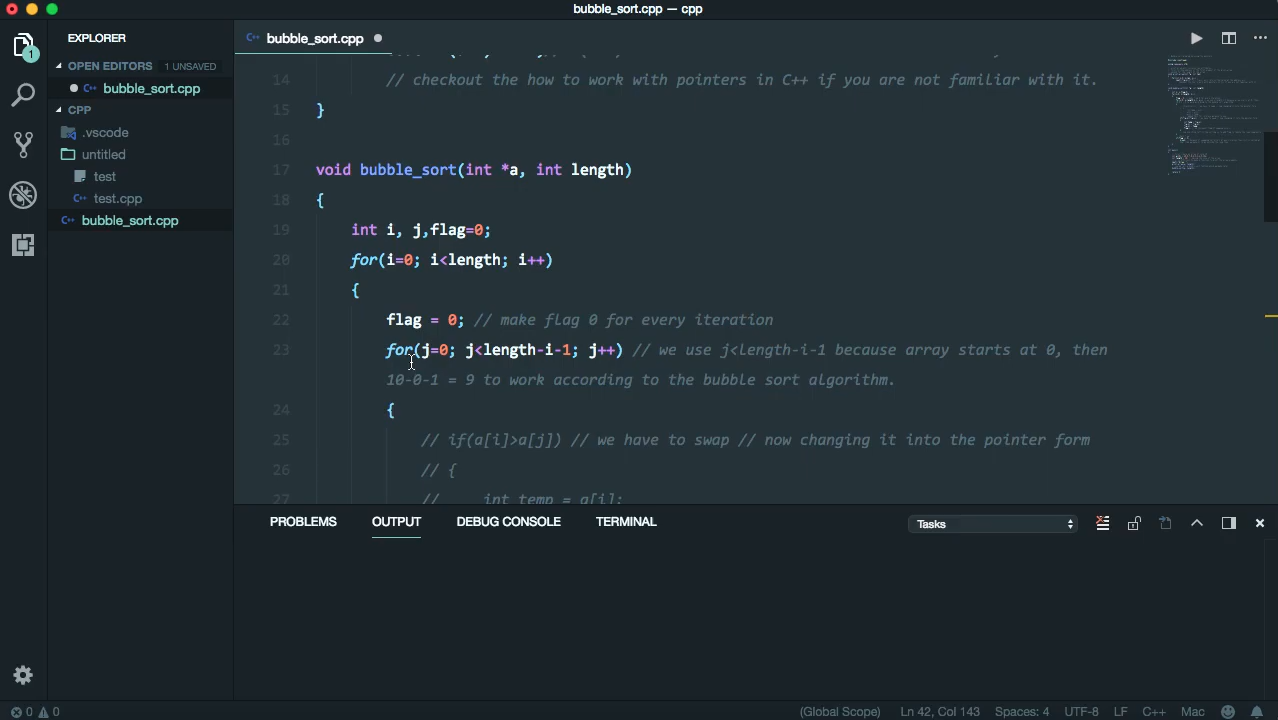 bubble_sort.cpp — cpp
EXPLORER
bubble_sort.cpp
1
OPEN EDITORS 1 UNSAVED
bubble_sort.cpp
CPP
.vscode
untitled
test
test.cpp
bubble_sort.cpp
14 // checkout the how to work with pointers in C++ if you are not familiar with it.
15 }
16
17 void bubble_sort(int *a, int length)
18 {
19 int i, j,flag=0;
20 for(i=0; i<length; i++)
21 {
22 flag = 0; // make flag 0 for every iteration
23 for(j=0; j<length-i-1; j++) // we use j<length-i-1 because array starts at 0, then
10-0-1 = 9 to work according to the bubble sort algorithm.
24 {
25 // if(a[i]>a[j]) // we have to swap // now changing it into the pointer form
26 // {
27 // int temp = a[i];
PROBLEMS OUTPUT DEBUG CONSOLE TERMINAL Tasks
0 0 (Global Scope) Ln 42, Col 143 Spaces: 4 UTF-8 LF C++ Mac